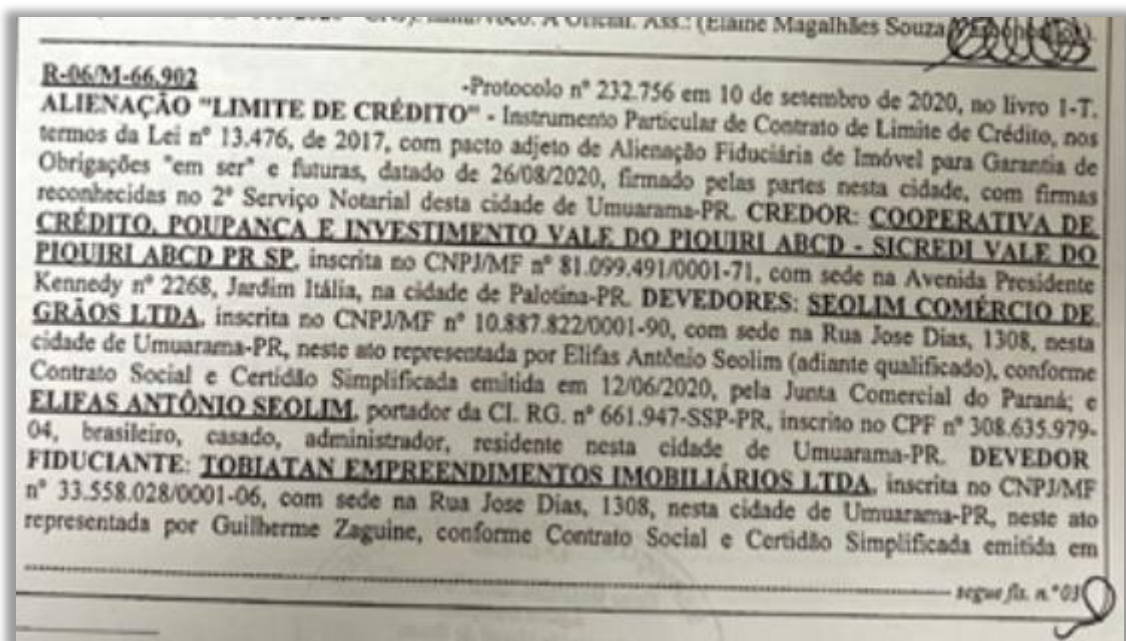 A Oficial. Ass.: (Elaine Magalhães Souza
R-06/M-66.902 -Protocolo nº 232.756 em 10 de setembro de 2020, no livro 1-T.
ALIENAÇÃO "LIMITE DE CRÉDITO" - Instrumento Particular de Contrato de Limite de Crédito, nos
termos da Lei nº 13.476, de 2017, com pacto adjeto de Alienação Fiduciária de Imóvel para Garantia de
Obrigações "em ser" e futuras, datado de 26/08/2020, firmado pelas partes nesta cidade, com firmas
reconhecidas no 2º Serviço Notarial desta cidade de Umuarama-PR. CREDOR: COOPERATIVA DE
CRÉDITO, POUPANCA E INVESTIMENTO VALE DO PIQUIRI ABCD - SICREDI VALE DO
PIQUIRI ABCD PR SP, inscrita no CNPJ/MF nº 81.099.491/0001-71, com sede na Avenida Presidente
Kennedy nº 2268, Jardim Itália, na cidade de Palotina-PR. DEVEDORES: SEOLIM COMÉRCIO DE
GRÃOS LTDA, inscrita no CNPJ/MF nº 10.887.822/0001-90, com sede na Rua Jose Dias, 1308, nesta
cidade de Umuarama-PR, neste ato representada por Elifas Antônio Seolim (adiante qualificado), conforme
Contrato Social e Certidão Simplificada emitida em 12/06/2020, pela Junta Comercial do Paraná; e
ELIFAS ANTÔNIO SEOLIM, portador da CI. RG. nº 661.947-SSP-PR, inscrito no CPF nº 308.635.979-
04, brasileiro, casado, administrador, residente nesta cidade de Umuarama-PR. DEVEDOR
FIDUCIANTE: TOBIATAN EMPREENDIMENTOS IMOBILIÁRIOS LTDA, inscrita no CNPJ/MF
nº 33.558.028/0001-06, com sede na Rua Jose Dias, 1308, nesta cidade de Umuarama-PR, neste ato
representada por Guilherme Zaguine, conforme Contrato Social e Certidão Simplificada emitida em
segue fls. n.º 03